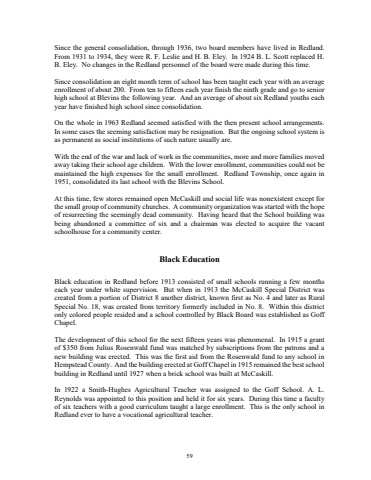 Since the general consolidation, through 1936, two board members have lived in Redland.
From 1931 to 1934, they were R. F. Leslie and H. B. Eley. In 1924 B. L. Scott replaced H.
B. Eley. No changes in the Redland personnel of the board were made during this time.
Since consolidation an eight month term of school has been taught each year with an average
enrollment of about 200. From ten to fifteen each year finish the ninth grade and go to senior
high school at Blevins the following year. And an average of about six Redland youths each
year have finished high school since consolidation.
On the whole in 1963 Redland seemed satisfied with the then present school arrangements.
In some cases the seeming satisfaction may be resignation. But the ongoing school system is
as permanent as social institutions of such nature usually are.
With the end of the war and lack of work in the communities, more and more families moved
away taking their school age children. With the lower enrollment, communities could not be
maintained the high expenses for the small enrollment. Redland Township, once again in
1951, consolidated its last school with the Blevins School.
At this time, few stores remained open McCaskill and social life was nonexistent except for
the small group of community churches. A community organization was started with the hope
of resurrecting the seemingly dead community. Having heard that the School building was
being abandoned a committee of six and a chairman was elected to acquire the vacant
schoolhouse for a community center.
Black Education
Black education in Redland before 1913 consisted of small schools running a few months
each year under white supervision. But when in 1913 the McCaskill Special District was
created from a portion of District 8 another district, known first as No. 4 and later as Rural
Special No. 18, was created from territory formerly included in No. 8. Within this district
only colored people resided and a school controlled by Black Board was established as Goff
Chapel.
The development of this school for the next fifteen years was phenomenal. In 1915 a grant
of $350 from Julius Rosenwald fund was matched by subscriptions from the patrons and a
new building was erected. This was the first aid from the Rosenwald fund to any school in
Hempstead County. And the building erected at Goff Chapel in 1915 remained the best school
building in Redland until 1927 when a brick school was built at McCaskill.
In 1922 a Smith-Hughes Agricultural Teacher was assigned to the Goff School. A. L.
Reynolds was appointed to this position and held it for six years. During this time a faculty
of six teachers with a good curriculum taught a large enrollment. This is the only school in
Redland ever to have a vocational agricultural teacher.
59